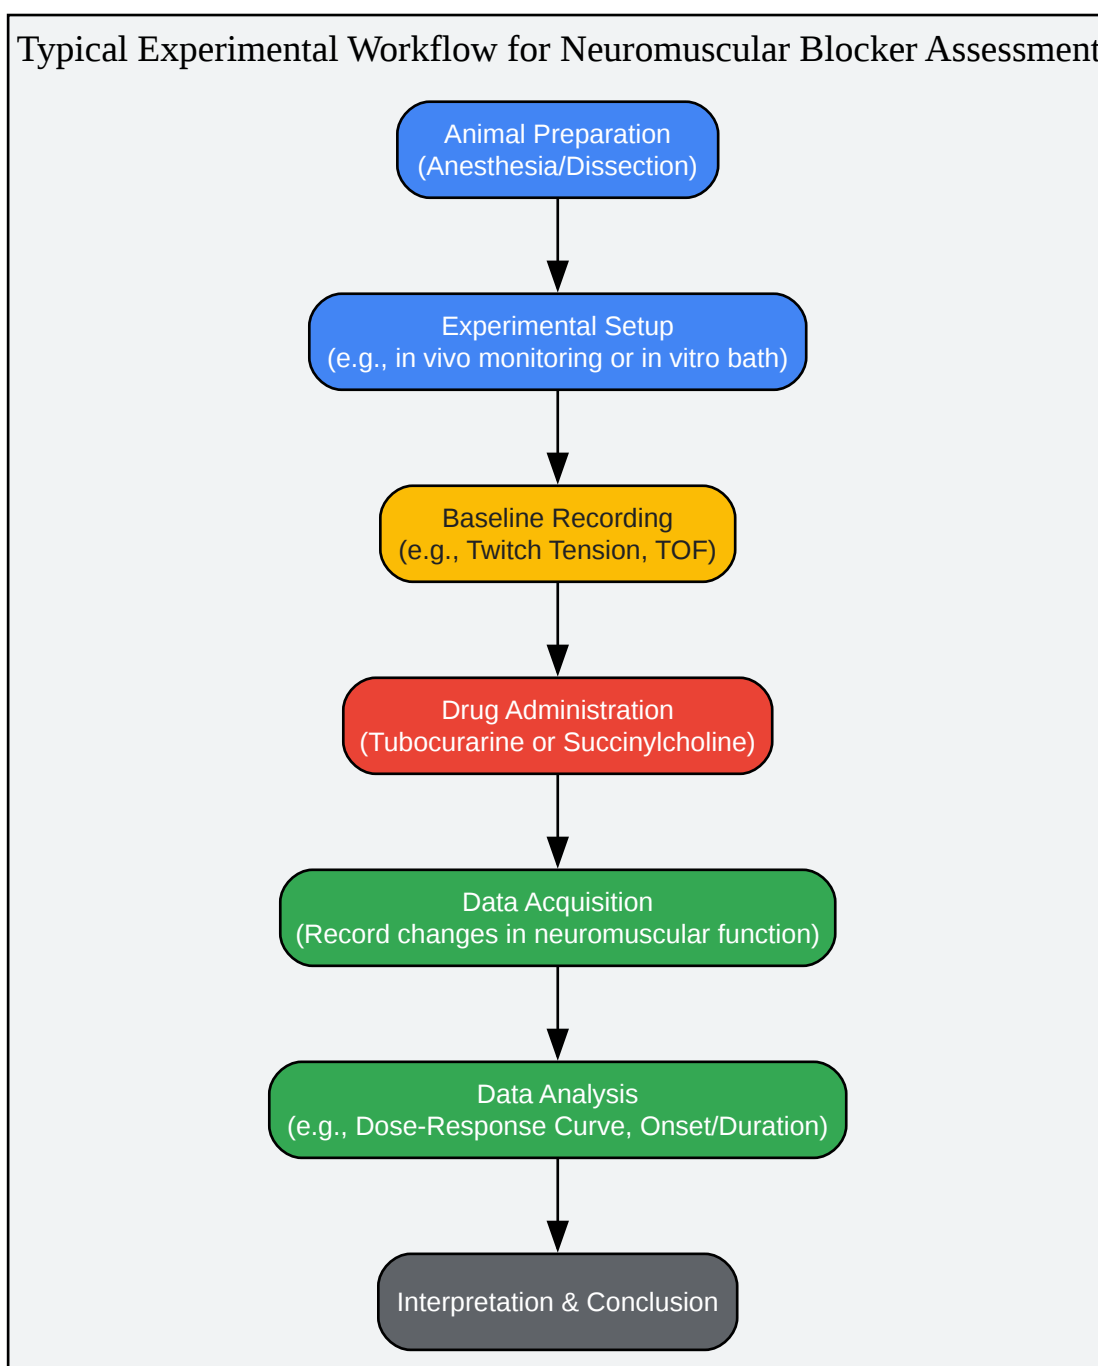 Typical Experimental Workflow for Neuromuscular Blocker Assessment
Animal Preparation
(Anesthesia/Dissection)
Experimental Setup
(e.g., in vivo monitoring or in vitro bath)
Baseline Recording
(e.g., Twitch Tension, TOF)
Drug Administration
(Tubocurarine or Succinylcholine)
Data Acquisition
(Record changes in neuromuscular function)
Data Analysis
(e.g., Dose-Response Curve, Onset/Duration)
Interpretation & Conclusion